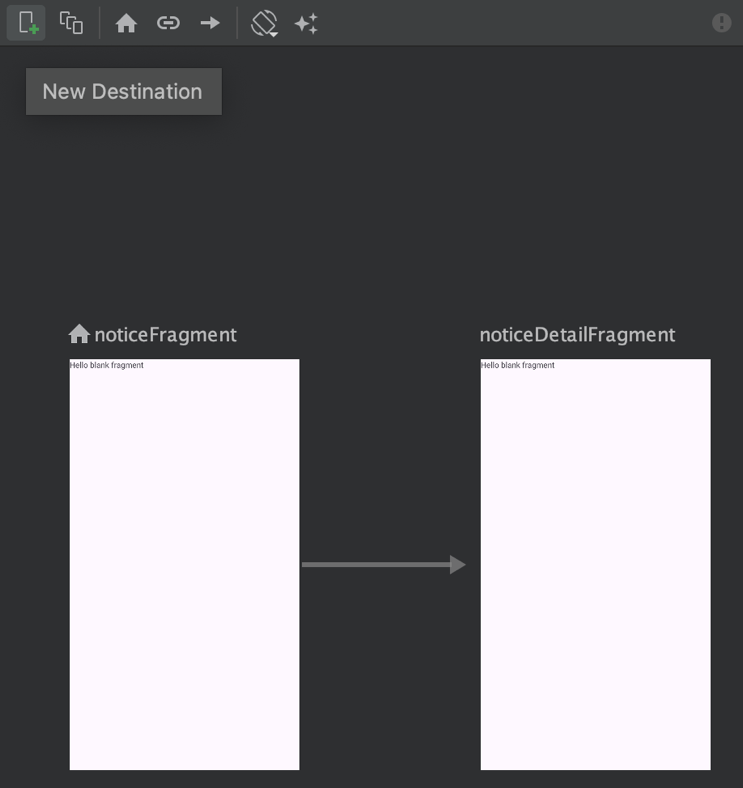 New Destination
noticeFragment
noticeDetailFragment
Hello blank fragment
Hello blank fragment